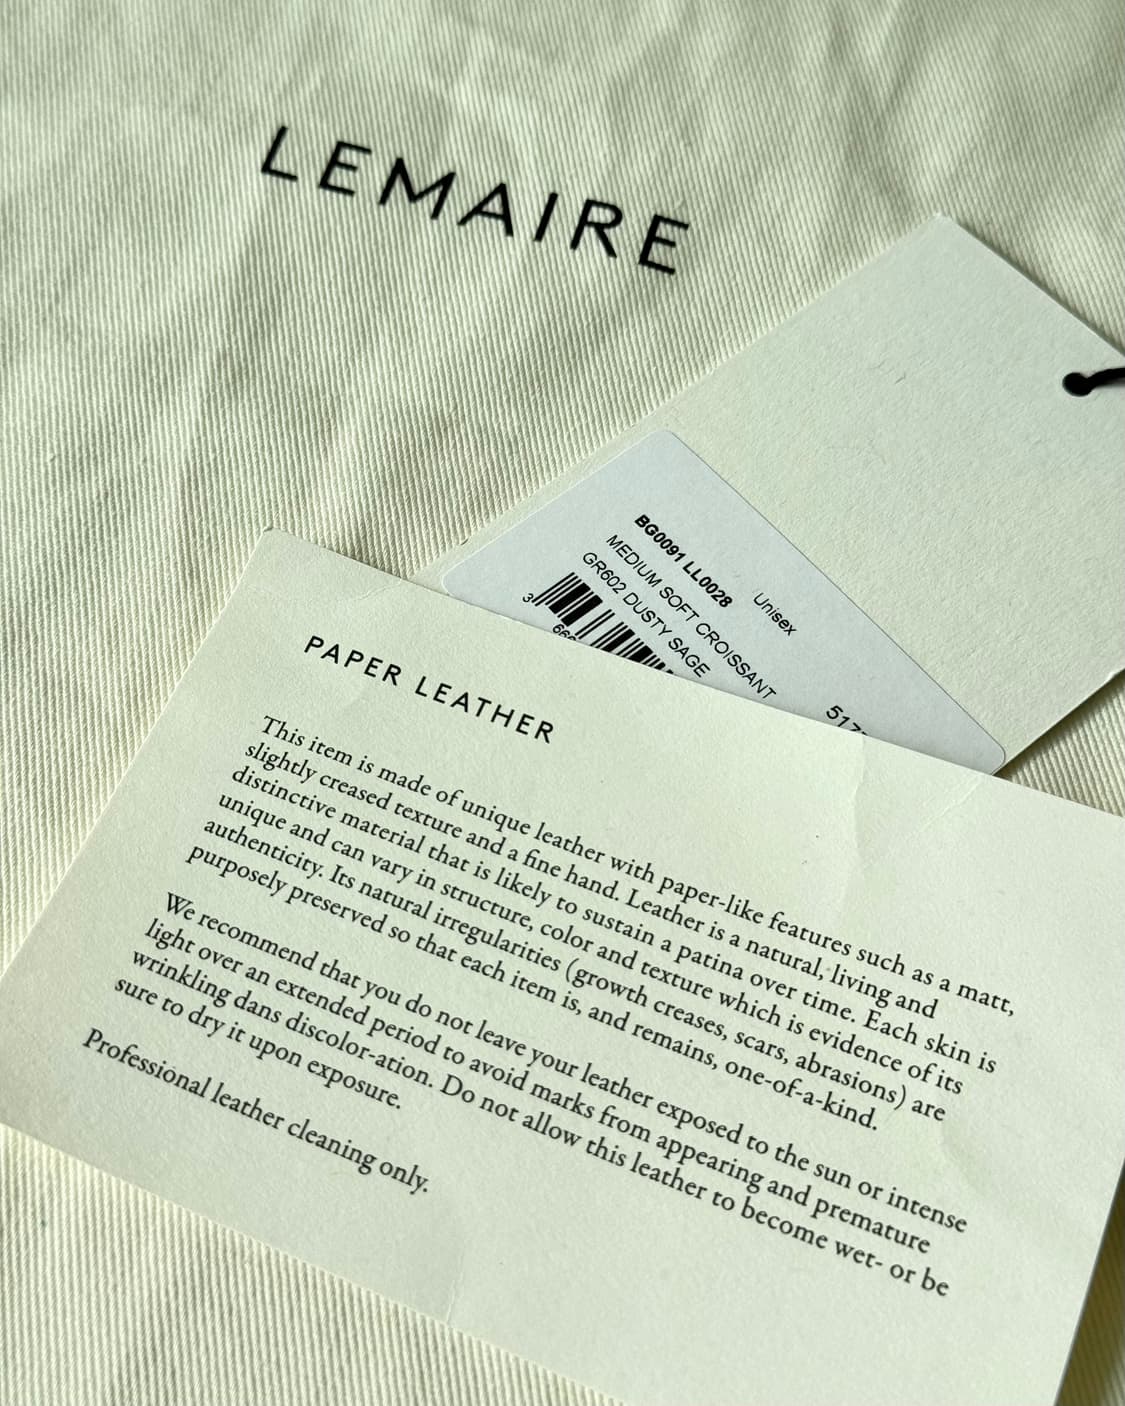 LEMAIRE
BG0091 LL0028 Unisex
MEDIUM SOFT CROISSANT
GR602 DUSTY SAGE
3
PAPER LEATHER
This item is made of unique leather with paper-like features such as a matt,
slightly creased texture and a fine hand. Leather is a natural, living and
distinctive material that is likely to sustain a patina over time. Each skin is
unique and can vary in structure, color and texture which is evidence of its
authenticity. Its natural irregularities (growth creases, scars, abrasions) are
purposely preserved so that each item is, and remains, one-of-a-kind.
We recommend that you do not leave your leather exposed to the sun or intense
light over an extended period to avoid marks from appearing and premature
wrinkling dans discolor-ation. Do not allow this leather to become wet- or be
sure to dry it upon exposure.
Professional leather cleaning only.